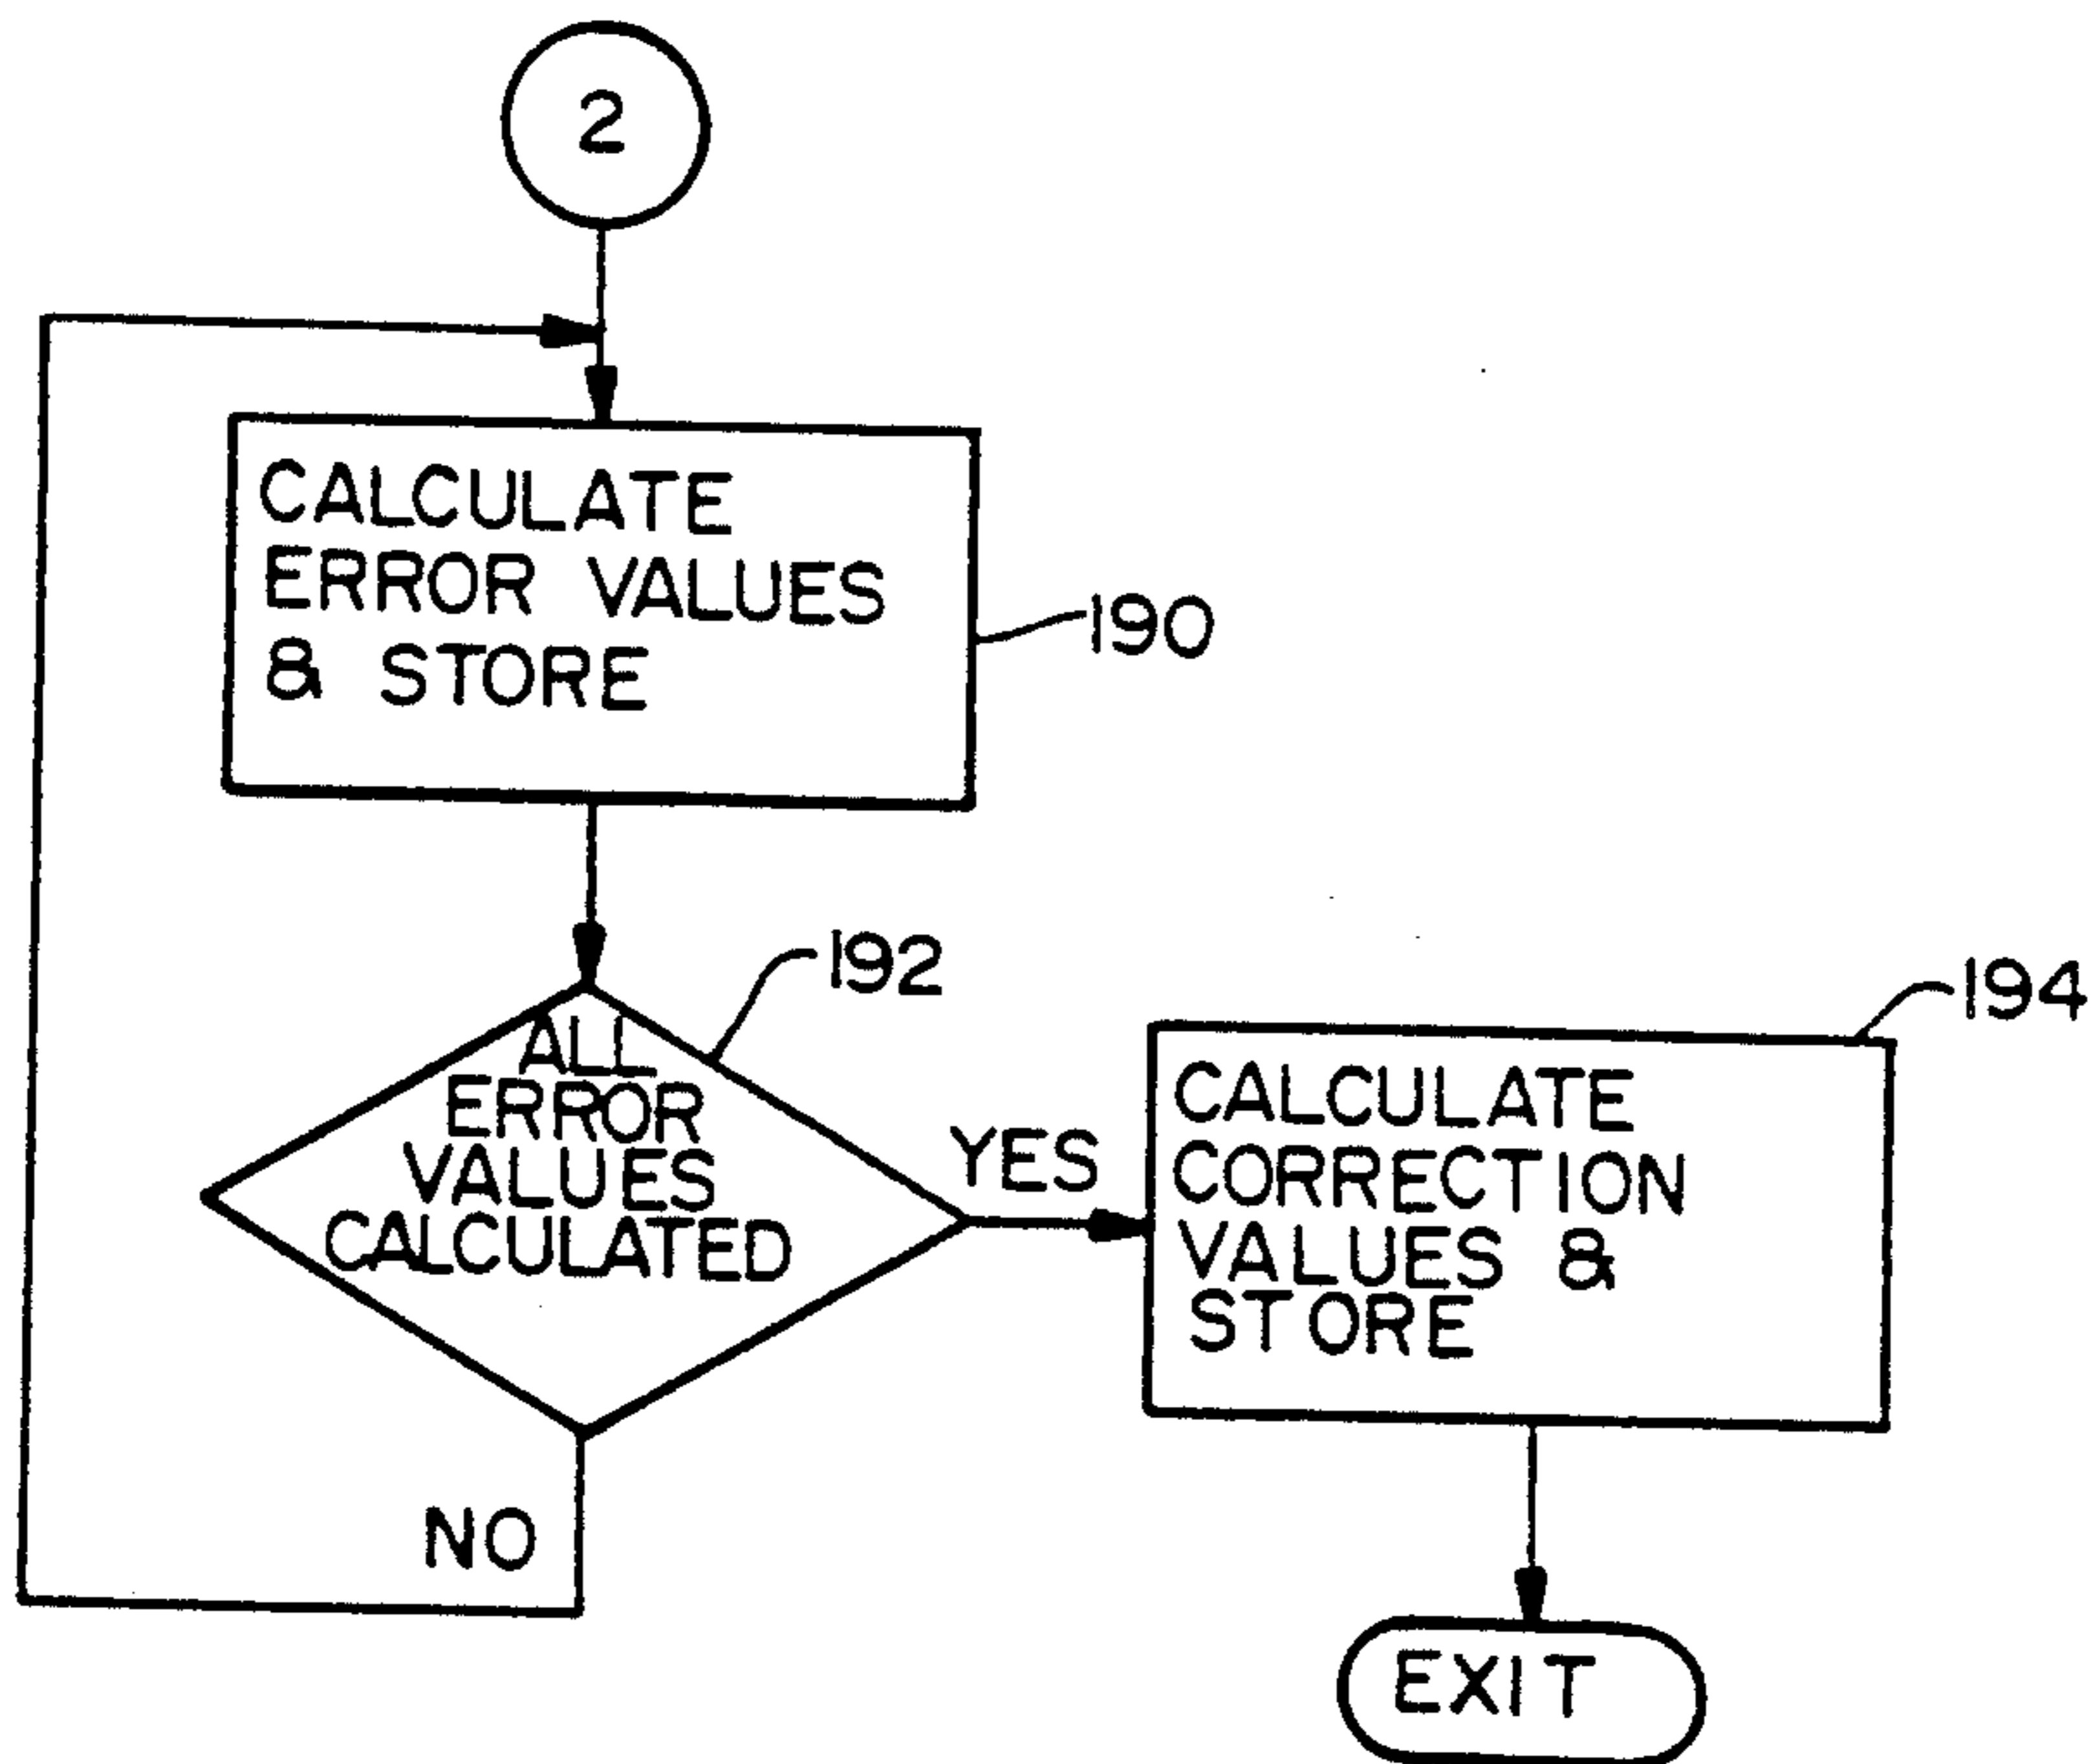 2
CALCULATE
ERROR VALUES
& STORE
190
192
ALL
ERROR
VALUES
CALCULATED
YES
NO
194
CALCULATE
CORRECTION
VALUES &
STORE
EXIT